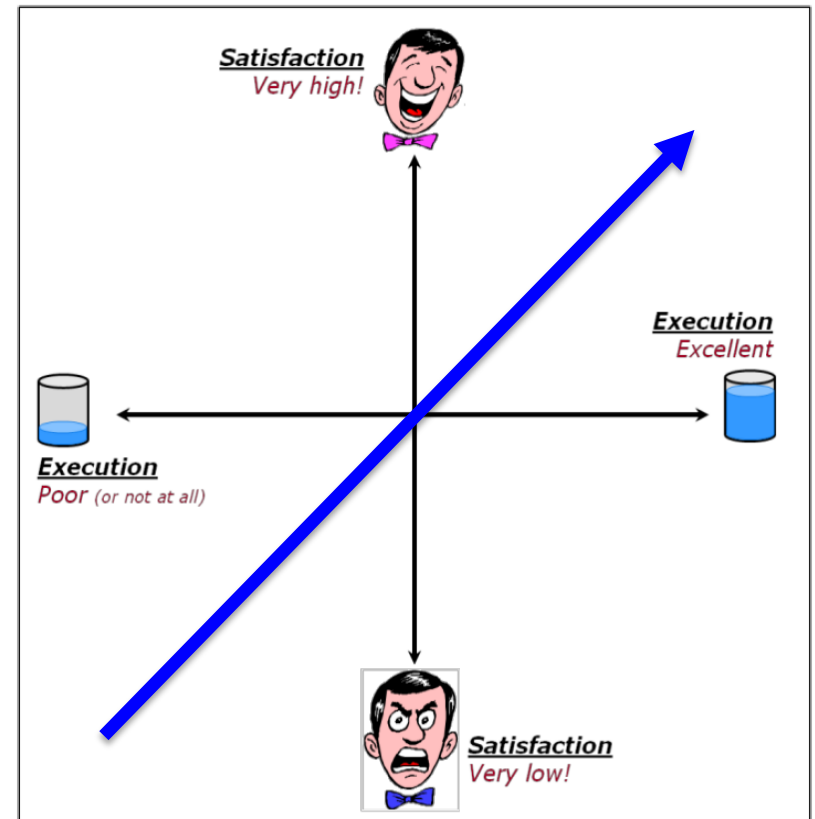 Satisfaction
Very high!
Execution
Excellent
Execution
Poor (or not at all)
Satisfaction
Very low!